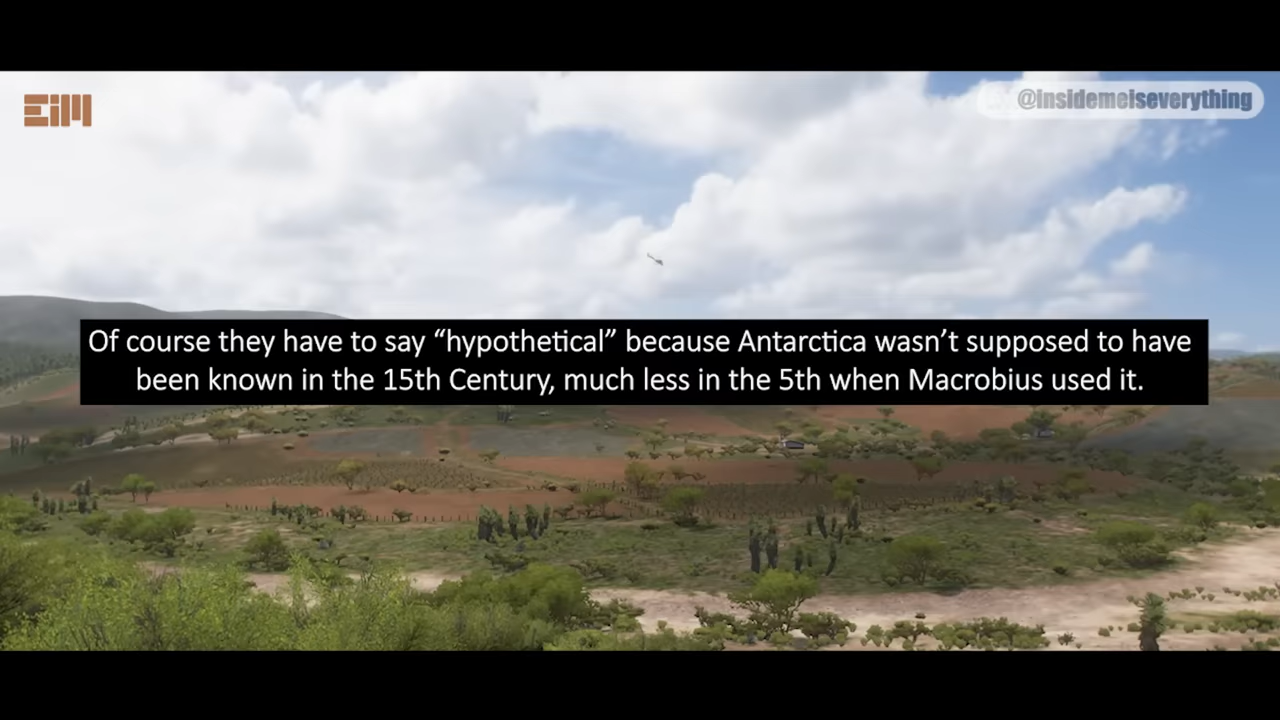 EiM
@Insidemeiseverything
Of course they have to say “hypothetical” because Antarctica wasn’t supposed to have
been known in the 15th Century, much less in the 5th when Macrobius used it.